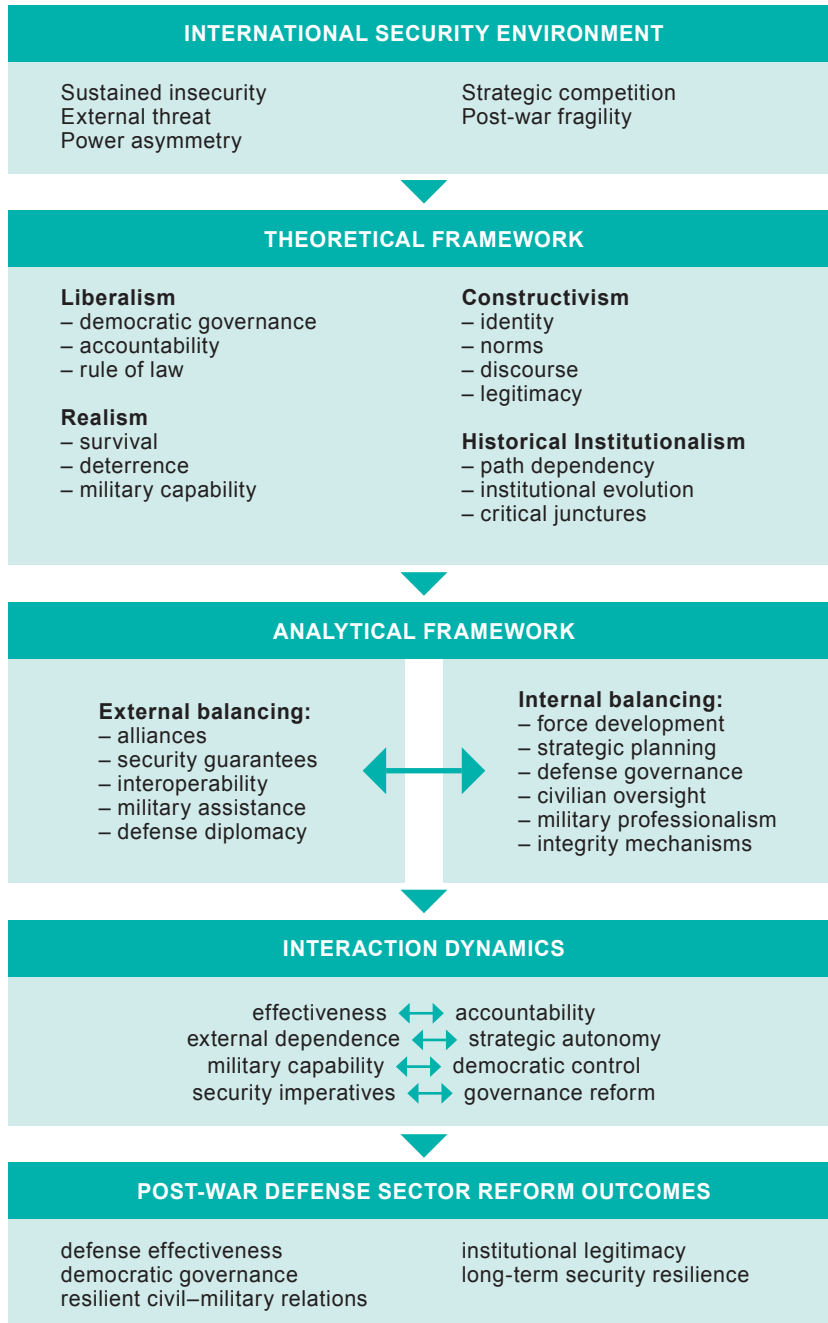 INTERNATIONAL SECURITY ENVIRONMENT
Sustained insecurity
External threat
Power asymmetry
Strategic competition
Post-war fragility
THEORETICAL FRAMEWORK
Liberalism
– democratic governance
– accountability
– rule of law
Realism
– survival
– deterrence
– military capability
Constructivism
– identity
– norms
– discourse
– legitimacy
Historical Institutionalism
– path dependency
– institutional evolution
– critical junctures
ANALYTICAL FRAMEWORK
External balancing:
– alliances
– security guarantees
– interoperability
– military assistance
– defense diplomacy
Internal balancing:
– force development
– strategic planning
– defense governance
– civilian oversight
– military professionalism
– integrity mechanisms
INTERACTION DYNAMICS
effectiveness ↔ accountability
external dependence ↔ strategic autonomy
military capability ↔ democratic control
security imperatives ↔ governance reform
POST-WAR DEFENSE SECTOR REFORM OUTCOMES
defense effectiveness
democratic governance
resilient civil–military relations
institutional legitimacy
long-term security resilience